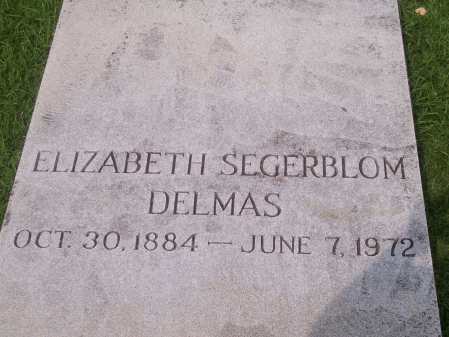 ELIZABETH SEGERBLOM
DELMAS
OCT. 30, 1884 — JUNE 7, 1972